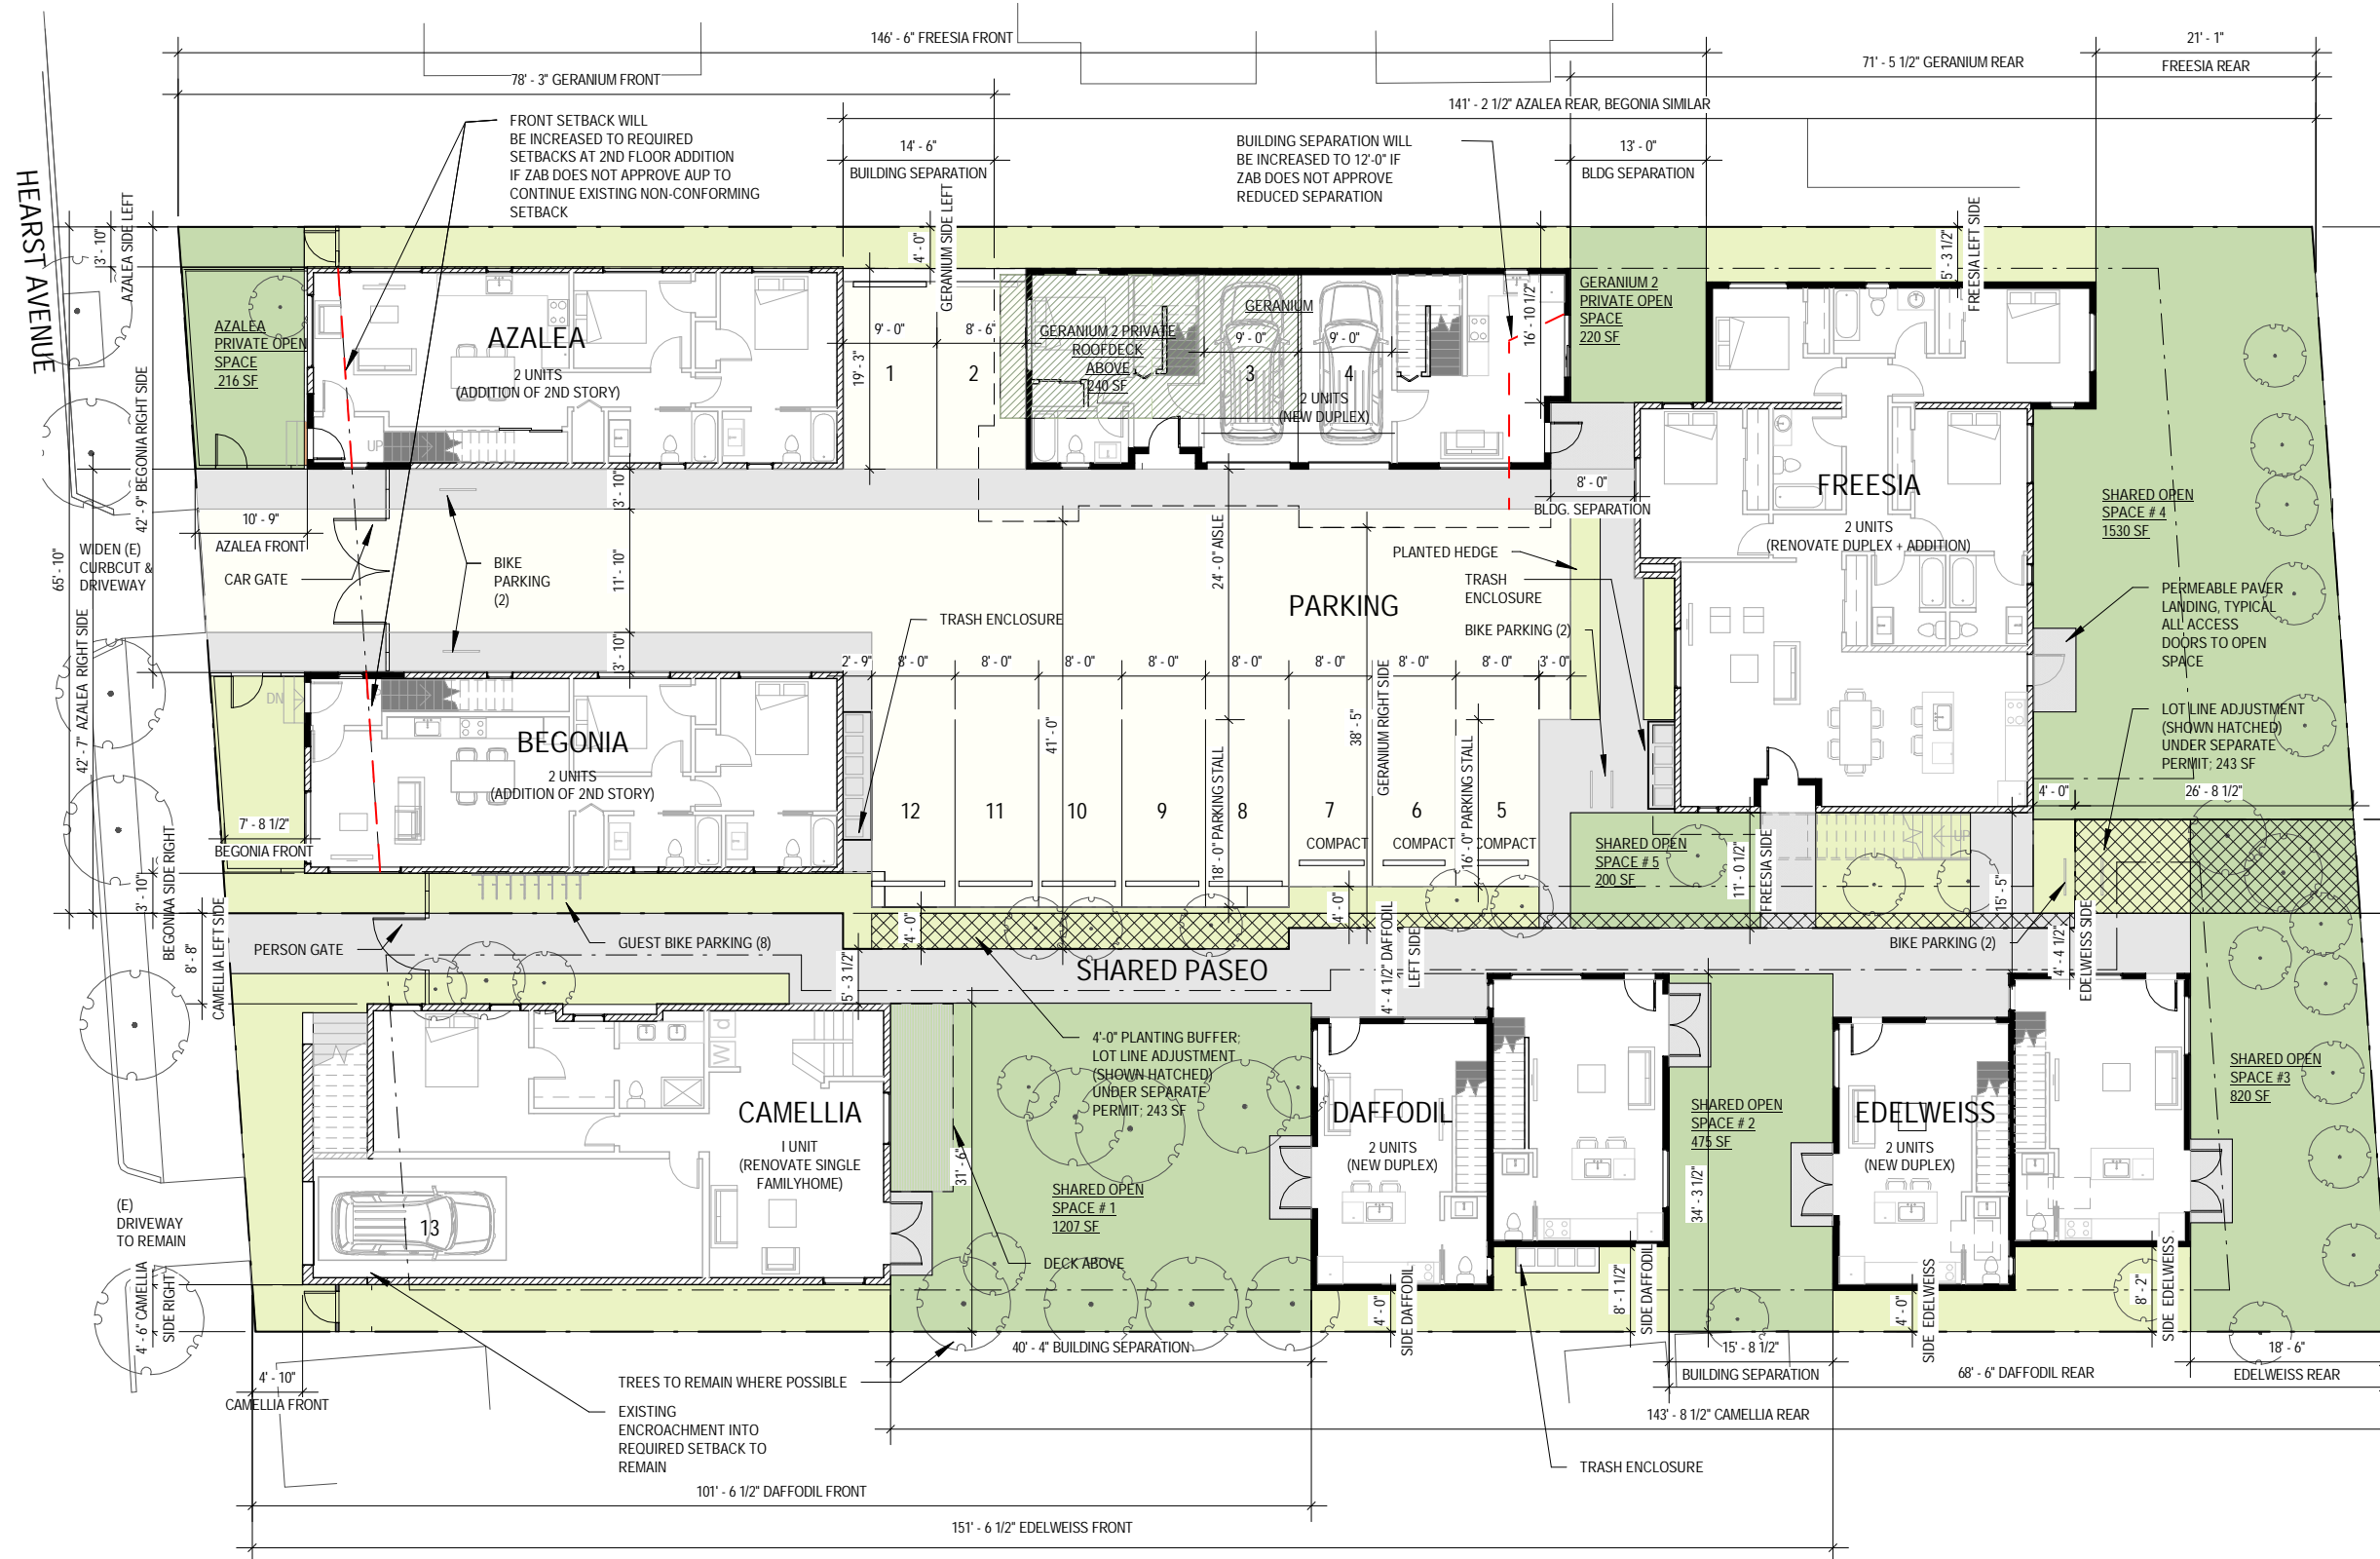 146' - 6" FREESIA FRONT
21' - 1"
FREESIA REAR
78' - 3" GERANIUM FRONT
71' - 5 1/2" GERANIUM REAR
141' - 2 1/2" AZALEA REAR, BEGONIA SIMILAR
FRONT SETBACK WILL
BE INCREASED TO REQUIRED
SETBACKS AT 2ND FLOOR ADDITION
IF ZAB DOES NOT APPROVE AUP TO
CONTINUE EXISTING NON-CONFORMING
SETBACK
14' - 6"
BUILDING SEPARATION
BUILDING SEPARATION WILL
BE INCREASED TO 12'-0" IF
ZAB DOES NOT APPROVE
REDUCED SEPARATION
13' - 0"
BLDG SEPARATION
HEARST AVENUE
3' - 10"
AZALEA SIDE LEFT
4' - 0"
GERANIUM SIDE LEFT
5' - 3 1/2"
FREESIA LEFT SIDE
AZALEA
PRIVATE OPEN
SPACE
216 SF
AZALEA
2 UNITS
(ADDITION OF 2ND STORY)
UP
19' - 3"
9' - 0"
8' - 6"
1
2
GERANIUM 2 PRIVATE
ROOFDECK
ABOVE
240 SF
GERANIUM
9' - 0"
9' - 0"
3
4
2 UNITS
(NEW DUPLEX)
16' - 10 1/2"
GERANIUM 2
PRIVATE OPEN
SPACE
220 SF
FREESIA
2 UNITS
(RENOVATE DUPLEX + ADDITION)
SHARED OPEN
SPACE # 4
1530 SF
65' - 10"
42' - 9" BEGONIA RIGHT SIDE
42' - 7" AZALEA RIGHT SIDE
10' - 9"
AZALEA FRONT
WIDEN (E)
CURBCUT &
DRIVEWAY
CAR GATE
BIKE
PARKING
(2)
3' - 10"
11' - 10"
3' - 10"
24' - 0" AISLE
8' - 0"
BLDG. SEPARATION
PLANTED HEDGE
TRASH
ENCLOSURE
BIKE PARKING (2)
PARKING
TRASH ENCLOSURE
PERMEABLE PAVER
LANDING, TYPICAL
ALL ACCESS
DOORS TO OPEN
SPACE
2' - 9"
8' - 0"
8' - 0"
8' - 0"
8' - 0"
8' - 0"
8' - 0"
8' - 0"
8' - 0"
3' - 0"
DN
BEGONIA
2 UNITS
(ADDITION OF 2ND STORY)
41' - 0"
38' - 5"
GERANIUM RIGHT SIDE
18' - 0" PARKING STALL
16' - 0" PARKING STALL
LOT LINE ADJUSTMENT
(SHOWN HATCHED)
UNDER SEPARATE
PERMIT; 243 SF
12
11
10
9
8
7
6
5
COMPACT
COMPACT
COMPACT
4' - 0"
26' - 8 1/2"
7' - 8 1/2"
BEGONIA FRONT
3' - 10"
BEGONIAA SIDE RIGHT
SHARED OPEN
SPACE # 5
200 SF
11' - 0 1/2"
FREESIA SIDE
UP
15' - 5"
8' - 8"
CAMELLIA LEFT SIDE
PERSON GATE
GUEST BIKE PARKING (8)
4' - 0"
4' - 0"
5' - 3 1/2"
SHARED PASEO
4' - 4 1/2" DAFFODIL
LEFT SIDE
BIKE PARKING (2)
4' - 4 1/2"
EDELWEISS SIDE
4'-0" PLANTING BUFFER;
LOT LINE ADJUSTMENT
(SHOWN HATCHED)
UNDER SEPARATE
PERMIT; 243 SF
CAMELLIA
I UNIT
(RENOVATE SINGLE
FAMILYHOME)
W
D
13
31' - 6"
SHARED OPEN
SPACE # 1
1207 SF
DECK ABOVE
DAFFODIL
2 UNITS
(NEW DUPLEX)
SHARED OPEN
SPACE # 2
475 SF
34' - 3 1/2"
EDELWEISS
2 UNITS
(NEW DUPLEX)
SHARED OPEN
SPACE #3
820 SF
(E)
DRIVEWAY
TO REMAIN
4' - 6" CAMELLIA
SIDE RIGHT
4' - 0"
SIDE DAFFODIL
8' - 1 1/2"
SIDE DAFFODIL
4' - 0"
SIDE EDELWEISS
8' - 2"
SIDE EDELWEISS
4' - 10"
CAMELLIA FRONT
TREES TO REMAIN WHERE POSSIBLE
EXISTING
ENCROACHMENT INTO
REQUIRED SETBACK TO
REMAIN
40' - 4" BUILDING SEPARATION
15' - 8 1/2"
BUILDING SEPARATION
68' - 6" DAFFODIL REAR
18' - 6"
EDELWEISS REAR
143' - 8 1/2" CAMELLIA REAR
TRASH ENCLOSURE
101' - 6 1/2" DAFFODIL FRONT
151' - 6 1/2" EDELWEISS FRONT